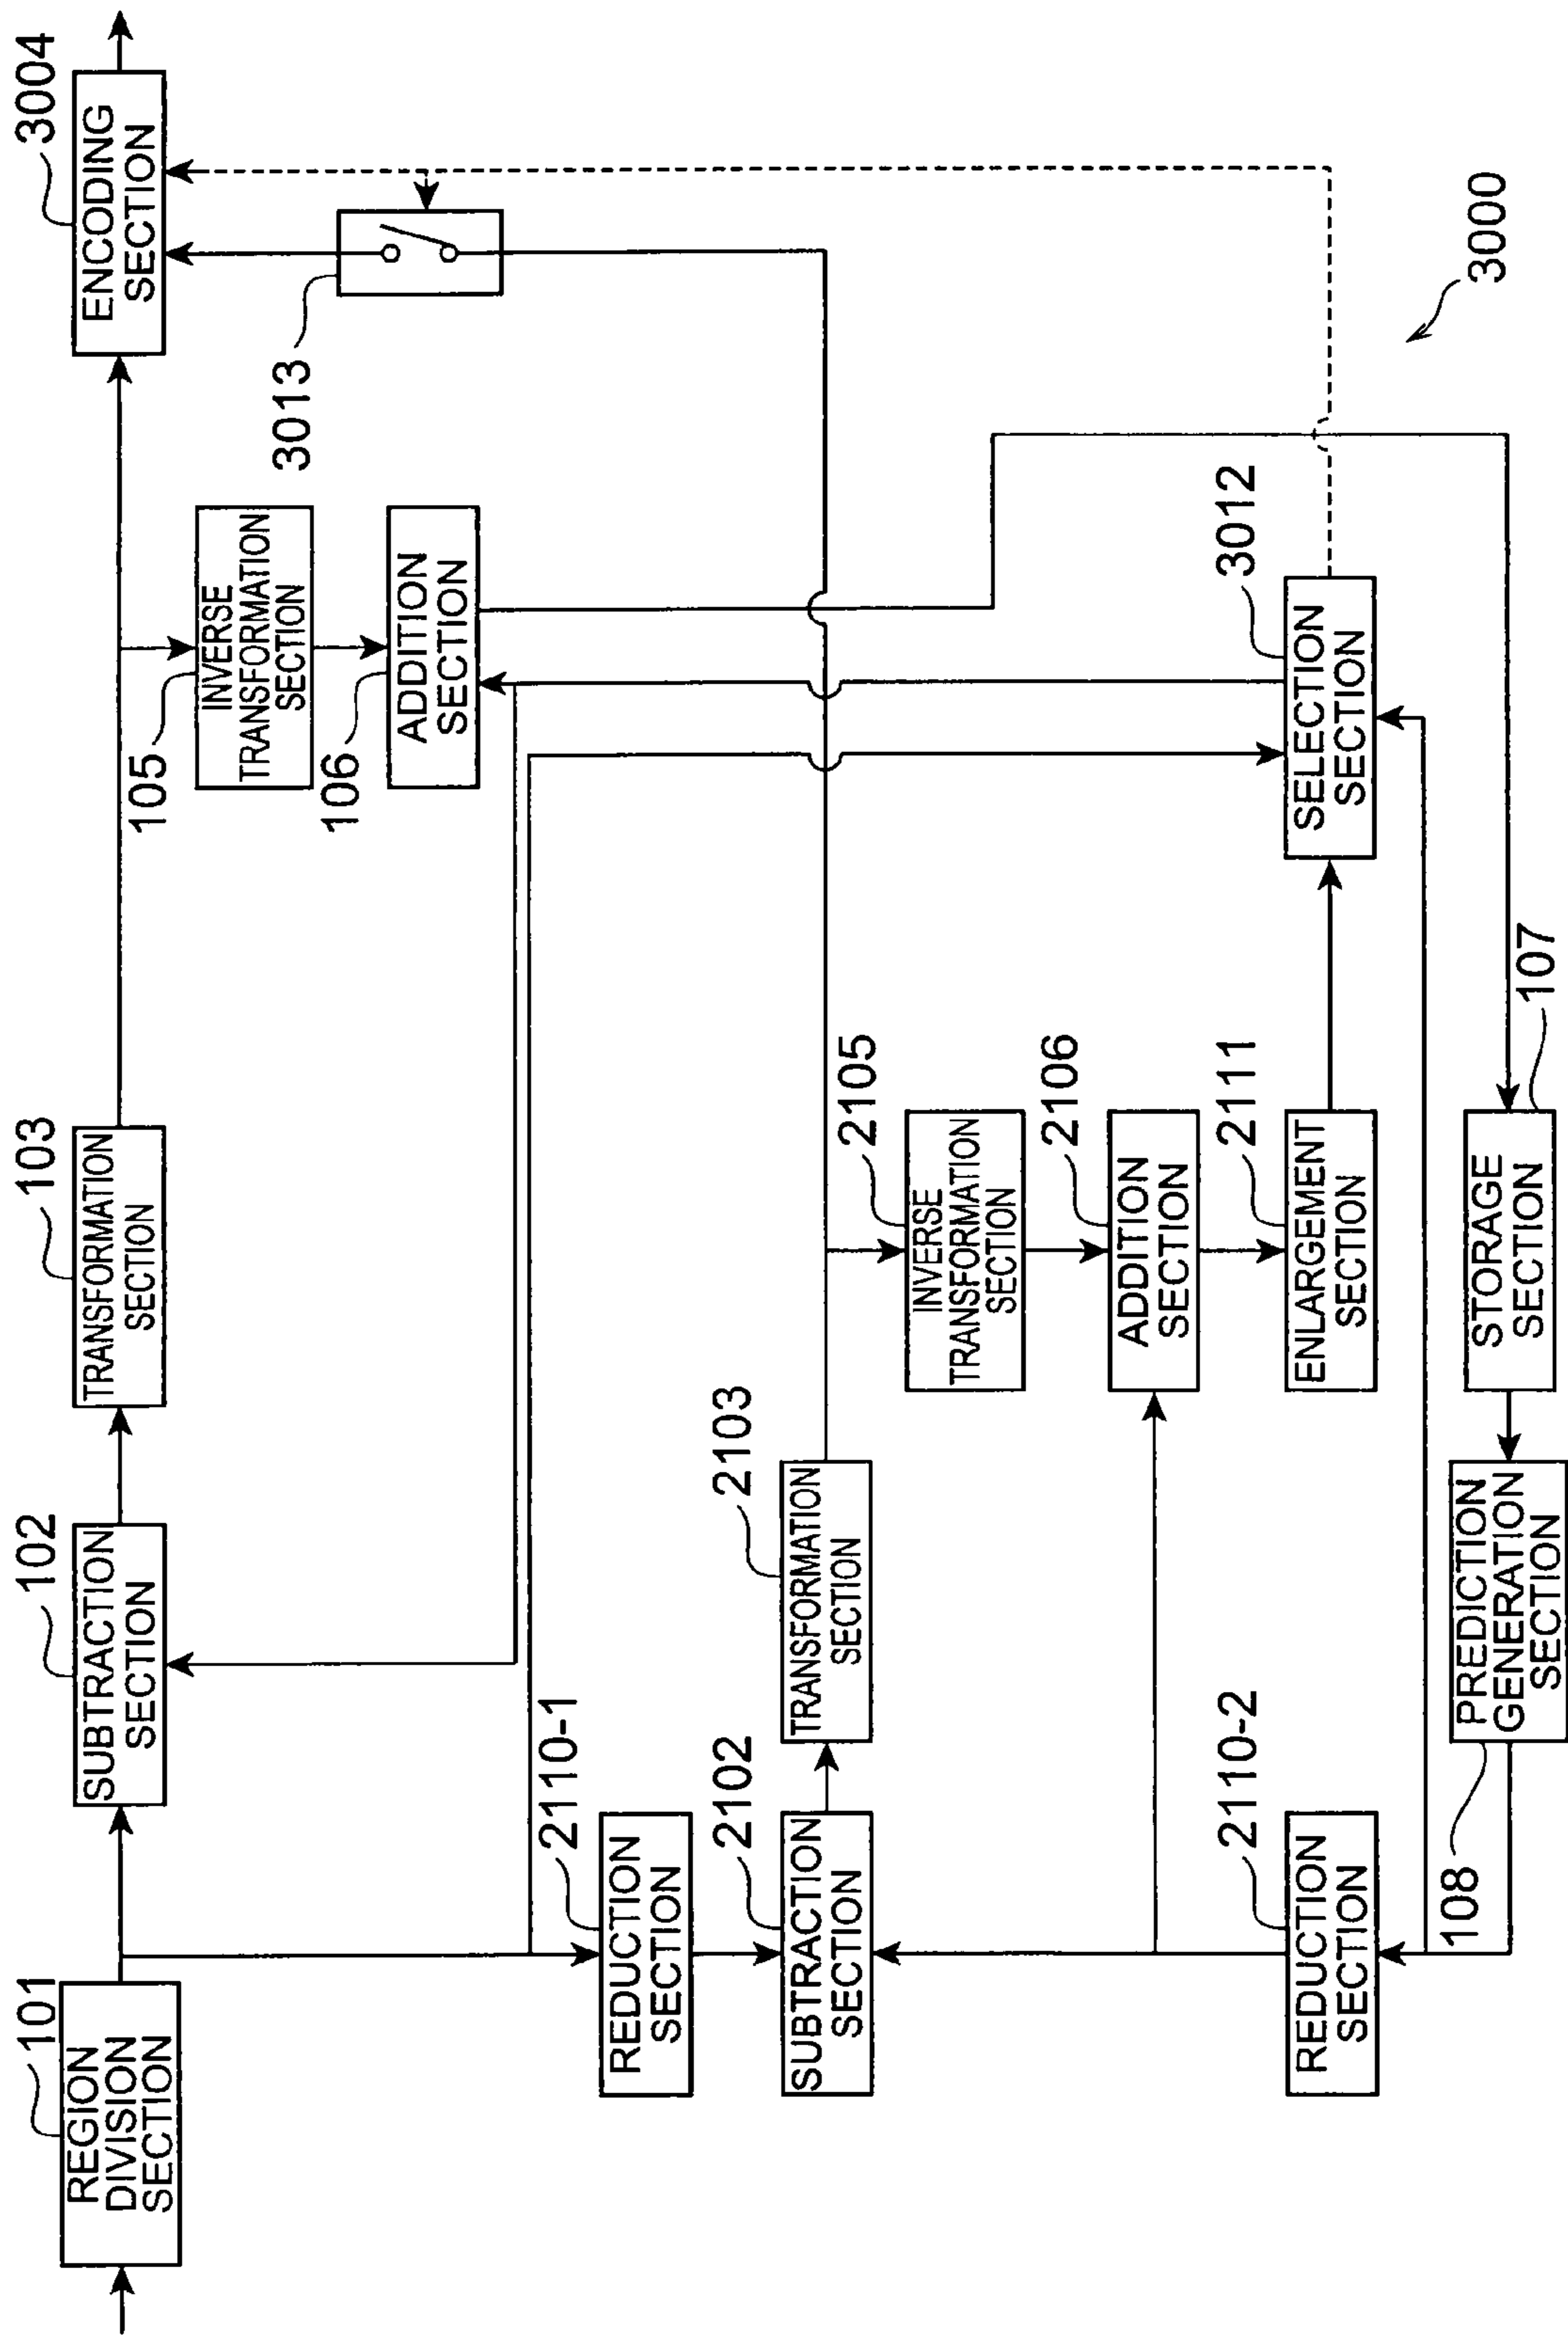 101
REGION
DIVISION
SECTION
102
SUBTRACTION
SECTION
103
TRANSFORMATION
SECTION
3004
ENCODING
SECTION
105
INVERSE
TRANSFORMATION
SECTION
106
ADDITION
SECTION
3013
2110-1
REDUCTION
SECTION
2102
SUBTRACTION
SECTION
2103
TRANSFORMATION
SECTION
2105
INVERSE
TRANSFORMATION
SECTION
2106
ADDITION
SECTION
2111
ENLARGEMENT
SECTION
3012
SELECTION
SECTION
2110-2
REDUCTION
SECTION
108
PREDICTION
GENERATION
SECTION
107
STORAGE
SECTION
3000